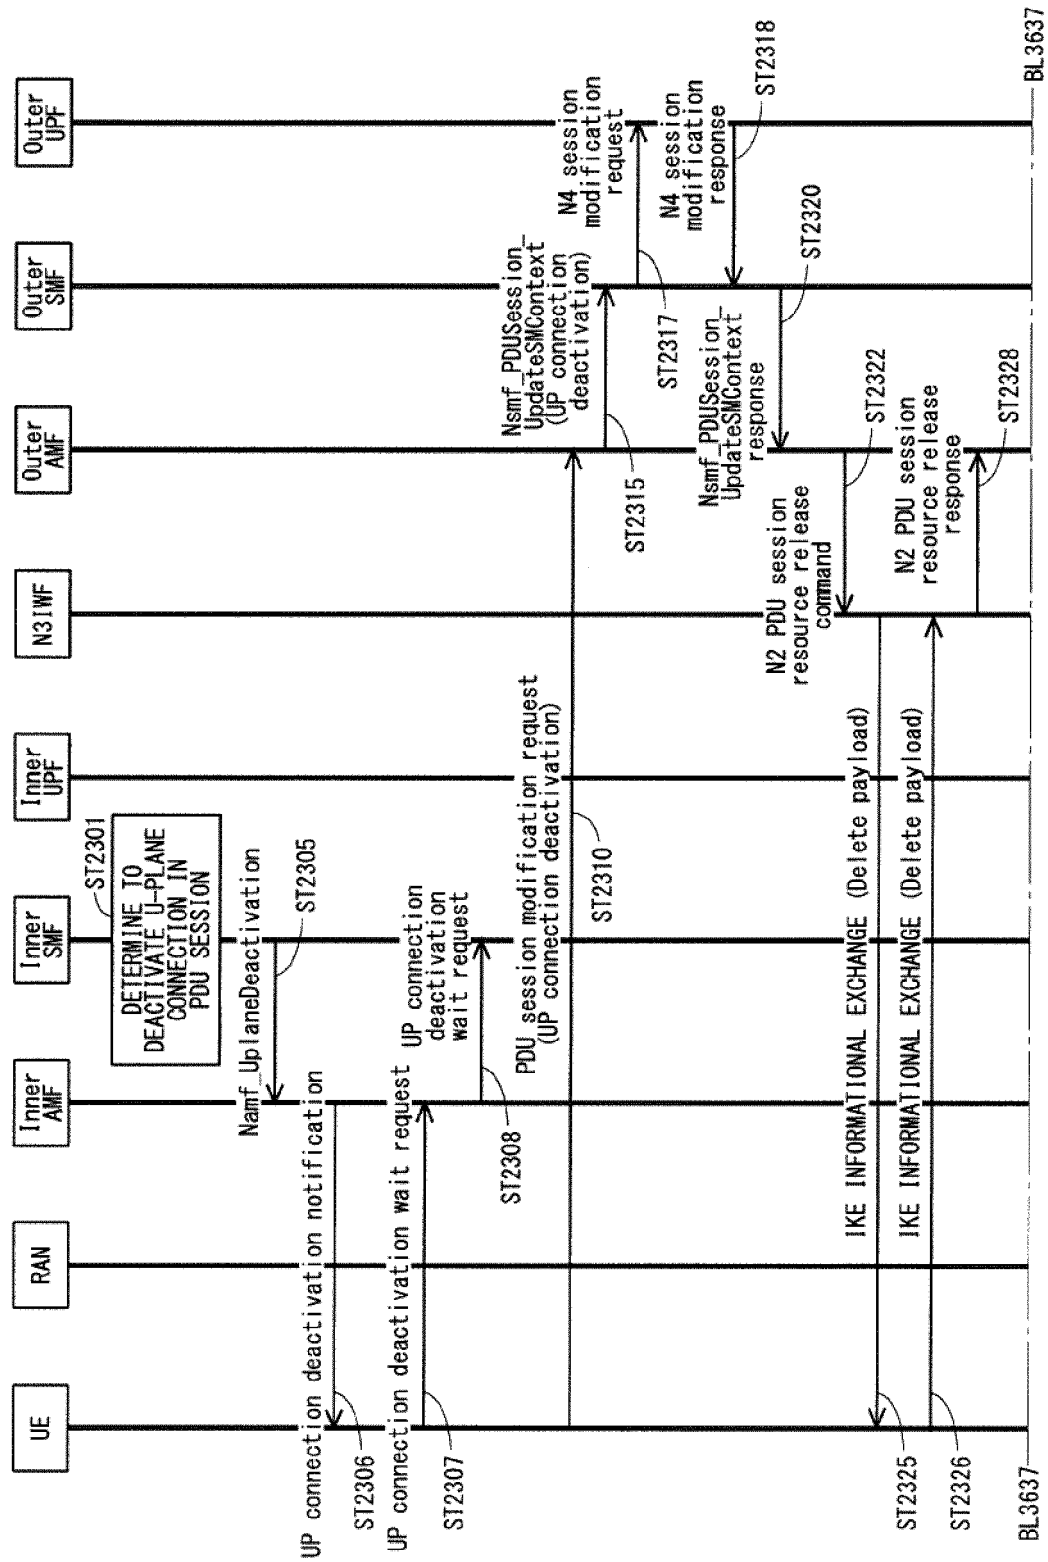 UE
RAN
Inner
AMF
Inner
SMF
Inner
UPF
N3IWF
Outer
AMF
Outer
SMF
Outer
UPF
ST2301
DETERMINE TO
DEACTIVATE U-PLANE
CONNECTION IN
PDU SESSION
Namf_UplaneDeactivation
ST2305
UP connection deactivation notification
ST2306
UP connection deactivation wait request
ST2307
UP connection
deactivation
wait request
ST2308
PDU session modification request
(UP connection deactivation)
ST2310
Nsmf_PDUSession_
UpdateSMContext
(UP connection
deactivation)
ST2315
N4 session
modification
request
ST2317
N4 session
modification
response
ST2318
Nsmf_PDUSession_
UpdateSMContext
response
ST2320
N2 PDU session
resource release
command
ST2322
IKE INFORMATIONAL EXCHANGE (Delete payload)
ST2325
IKE INFORMATIONAL EXCHANGE (Delete payload)
ST2326
N2 PDU session
resource release
response
ST2328
BL3637
BL3637